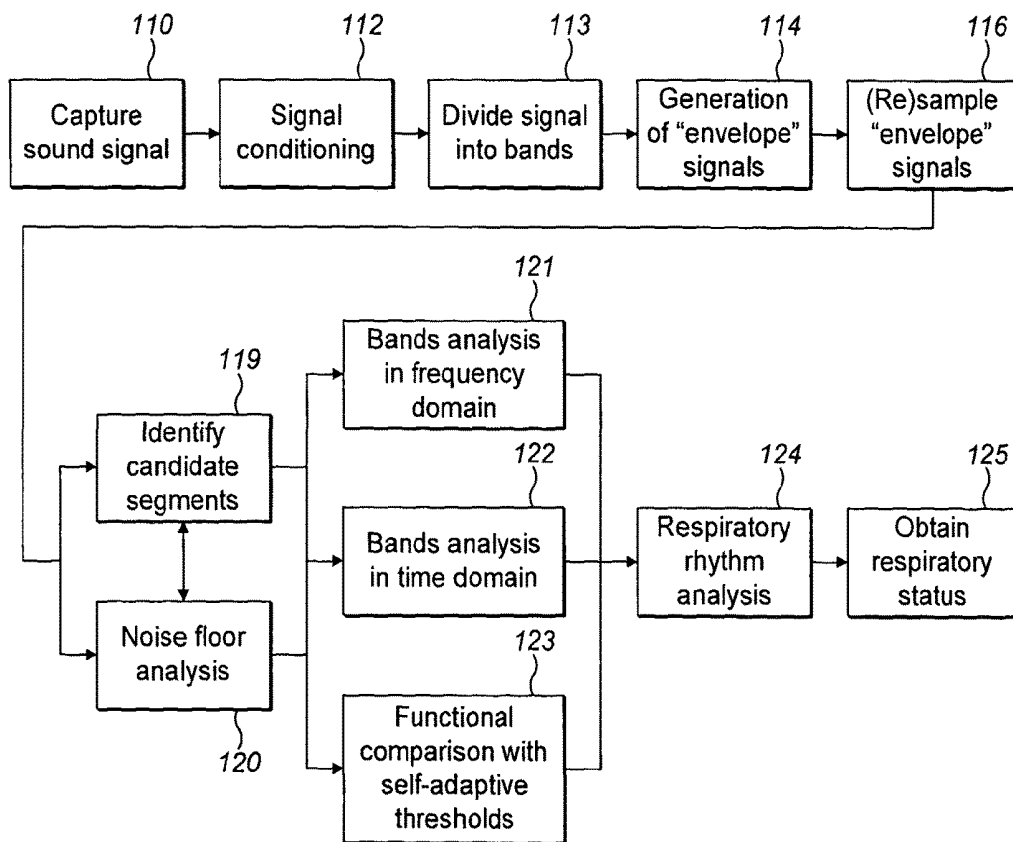 110
112
113
114
116
Capture
sound signal
Signal
conditioning
Divide signal
into bands
Generation
of “envelope”
signals
(Re)sample
“envelope”
signals
121
Bands analysis
in frequency
domain
119
Identify
candidate
segments
122
Bands analysis
in time domain
124
Respiratory
rhythm
analysis
125
Obtain
respiratory
status
Noise floor
analysis
120
123
Functional
comparison with
self-adaptive
thresholds